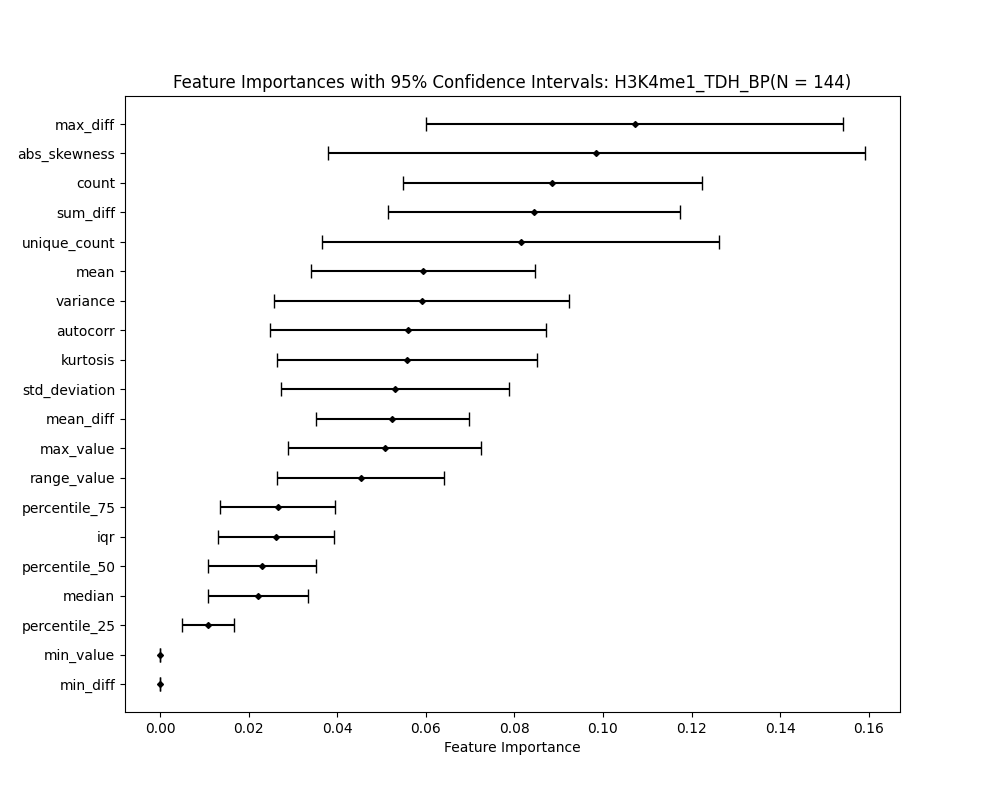 Feature Importances with 95% Confidence Intervals: H3K4me1_TDH_BP(N = 144)
max_diff
abs_skewness
count
sum_diff
unique_count
mean
variance
autocorr
kurtosis
std_deviation
mean_diff
max_value
range_value
percentile_75
iqr
percentile_50
median
percentile_25
min_value
min_diff
0.00 0.02 0.04 0.06 0.08 0.10 0.12 0.14 0.16
Feature Importance